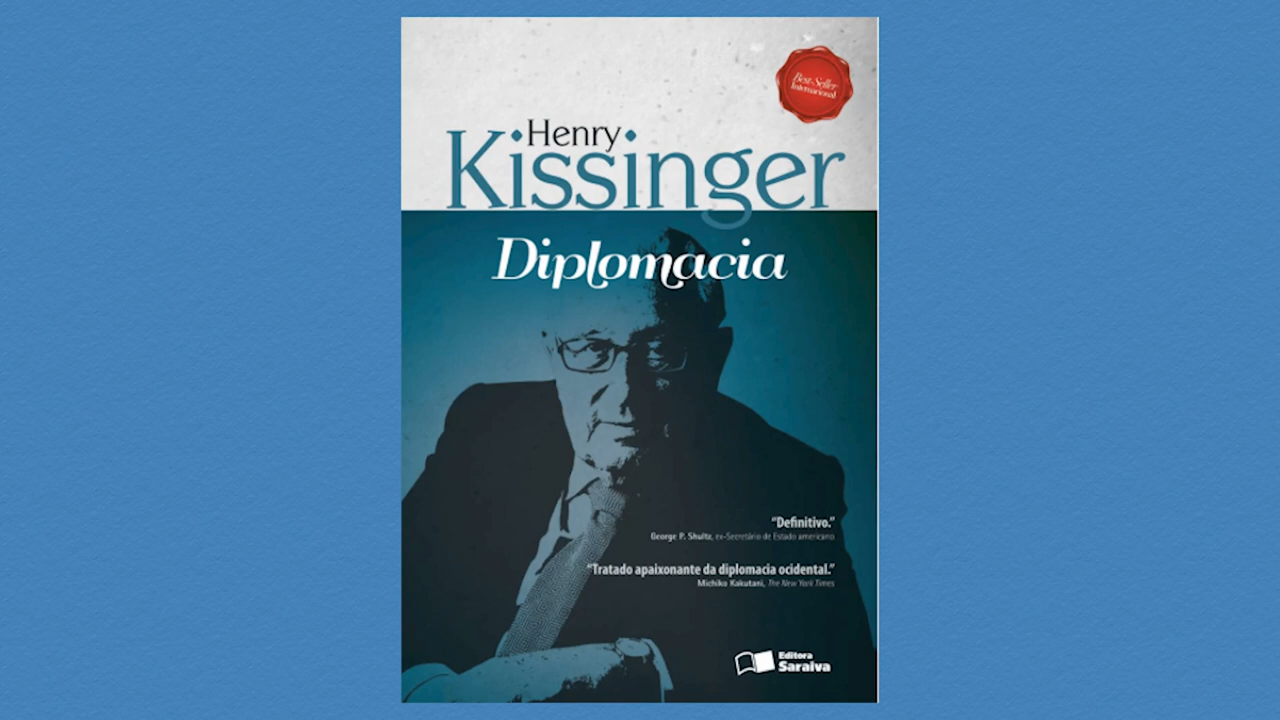 Best-Seller
Internacional
Henry
Kissinger
Diplomacia
“Definitivo.”
George P. Shultz, ex-Secretário de Estado americano
“Tratado apaixonante da diplomacia ocidental.”
Michiko Kakutani, The New York Times
Editora
Saraiva